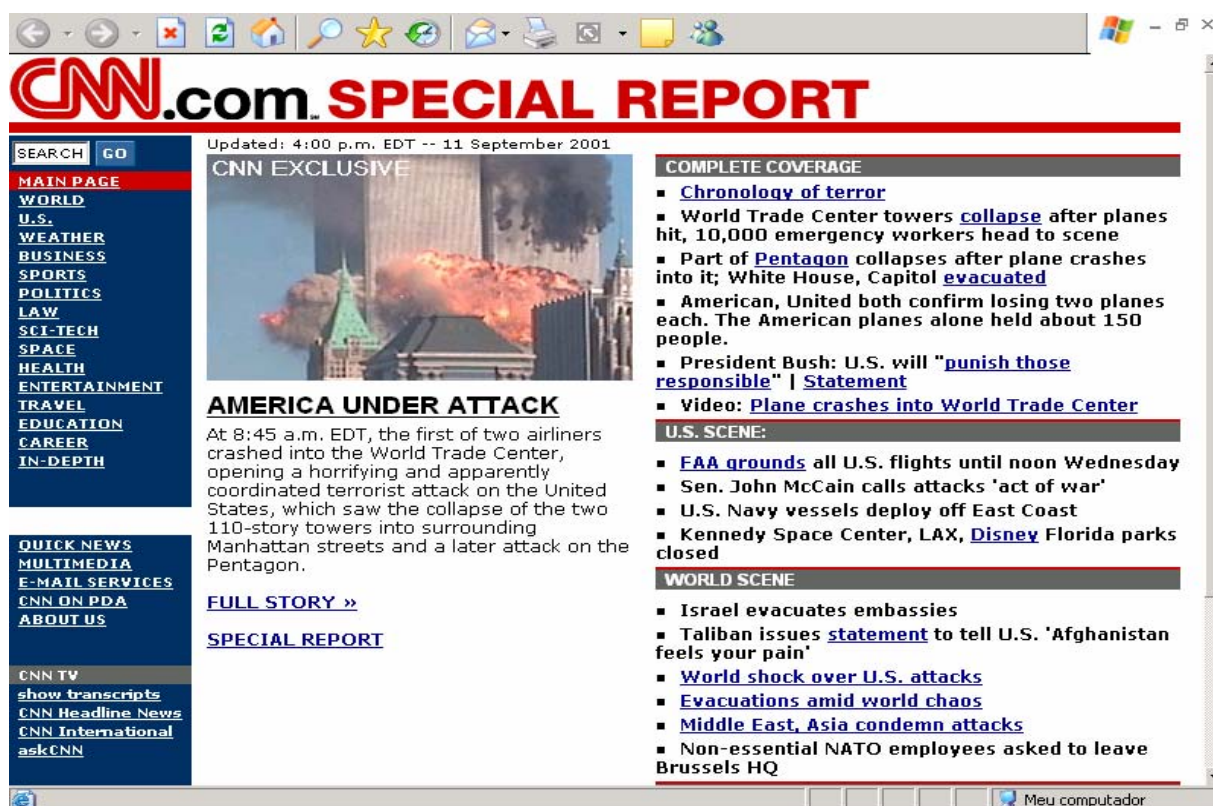 CNN.com SPECIAL REPORT
SEARCH GO
MAIN PAGE
WORLD
U.S.
WEATHER
BUSINESS
SPORTS
POLITICS
LAW
SCI-TECH
SPACE
HEALTH
ENTERTAINMENT
TRAVEL
EDUCATION
CAREER
IN-DEPTH
QUICK NEWS
MULTIMEDIA
E-MAIL SERVICES
CNN ON PDA
ABOUT US
CNN TV
show transcripts
CNN Headline News
CNN International
askCNN
Updated: 4:00 p.m. EDT -- 11 September 2001
CNN EXCLUSIVE
AMERICA UNDER ATTACK
At 8:45 a.m. EDT, the first of two airliners
crashed into the World Trade Center,
opening a horrifying and apparently
coordinated terrorist attack on the United
States, which saw the collapse of the two
110-story towers into surrounding
Manhattan streets and a later attack on the
Pentagon.
FULL STORY »
SPECIAL REPORT
COMPLETE COVERAGE
▪ Chronology of terror
▪ World Trade Center towers collapse after planes
hit, 10,000 emergency workers head to scene
▪ Part of Pentagon collapses after plane crashes
into it; White House, Capitol evacuated
▪ American, United both confirm losing two planes
each. The American planes alone held about 150
people.
▪ President Bush: U.S. will "punish those
responsible" | Statement
▪ Video: Plane crashes into World Trade Center
U.S. SCENE:
▪ FAA grounds all U.S. flights until noon Wednesday
▪ Sen. John McCain calls attacks 'act of war'
▪ U.S. Navy vessels deploy off East Coast
▪ Kennedy Space Center, LAX, Disney Florida parks
closed
WORLD SCENE
▪ Israel evacuates embassies
▪ Taliban issues statement to tell U.S. 'Afghanistan
feels your pain'
▪ World shock over U.S. attacks
▪ Evacuations amid world chaos
▪ Middle East, Asia condemn attacks
▪ Non-essential NATO employees asked to leave
Brussels HQ
Meu computador